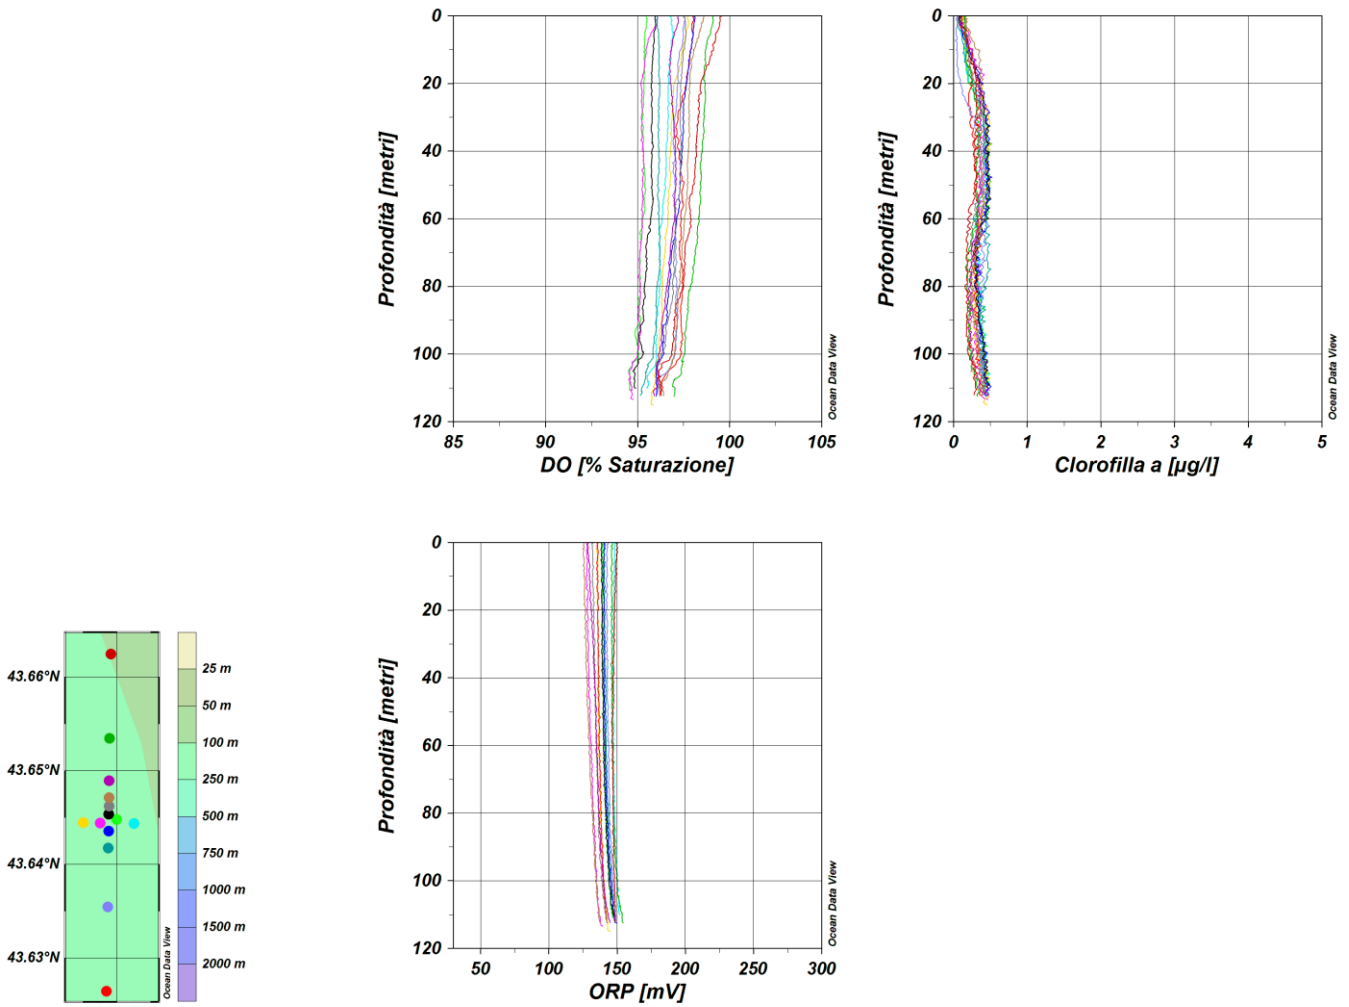 0
20
40
60
80
100
120
Profondità [metri]
85
90
95
100
105
DO [% Saturazione]
Ocean Data View
0
20
40
60
80
100
120
Profondità [metri]
0
1
2
3
4
5
Clorofilla a [µg/l]
Ocean Data View
43.66°N
43.65°N
43.64°N
43.63°N
Ocean Data View
25 m
50 m
100 m
250 m
500 m
750 m
1000 m
1500 m
2000 m
0
20
40
60
80
100
120
Profondità [metri]
50
100
150
200
250
300
ORP [mV]
Ocean Data View